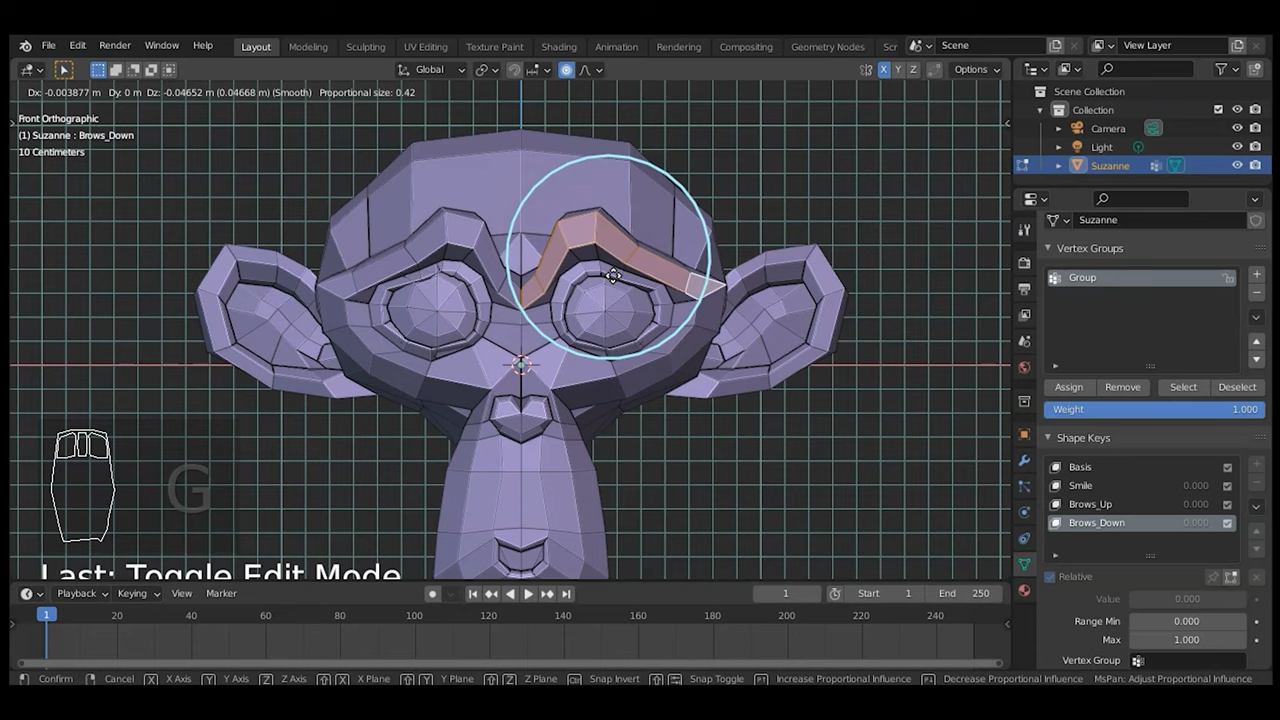 File Edit Render Window Help Layout Modeling Sculpting UV Editing Texture Paint Shading Animation Rendering Compositing Geometry Nodes Scr Scene View Layer
Global X Y Z Options
Dx: -0.003877 m Dy: 0 m Dz: -0.04652 m (0.04668 m) (Smooth) Proportional size: 0.42
Scene Collection
Collection
Front Orthographic
(1) Suzanne : Brows_Down
10 Centimeters
Camera
Light
Suzanne
Suzanne
Vertex Groups
Group
Assign Remove Select Deselect
Weight 1.000
Shape Keys
Basis
Smile 0.000
Brows_Up 0.000
Brows_Down 0.000
G
Last: Toggle Edit Mode
Relative
Value 0.000
Range Min 0.000
Max 1.000
Vertex Group
Playback Keying View Marker 1 Start 1 End 250
1 20 40 60 80 100 120 140 160 180 200 220 240
Confirm Cancel X X Axis Y Y Axis Z Z Axis X X Plane Y Y Plane Z Z Plane Snap Invert Snap Toggle Increase Proportional Influence Decrease Proportional Influence MsPan: Adjust Proportional Influence